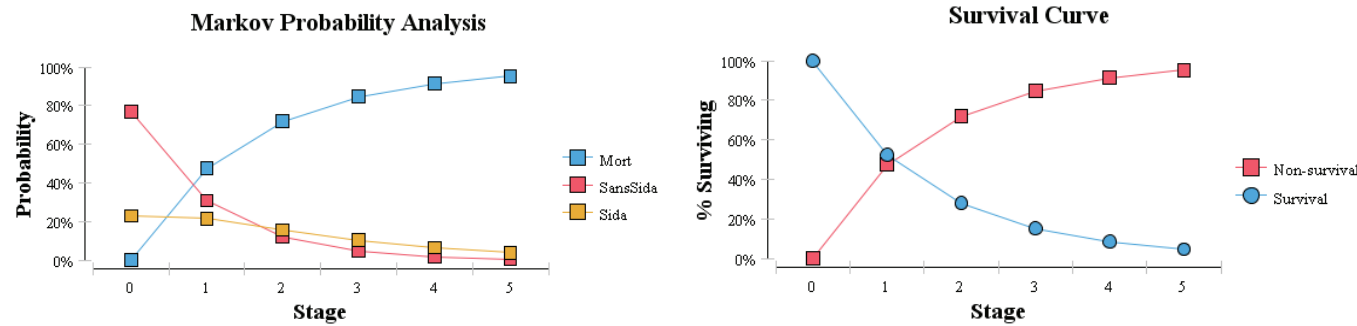 Markov Probability Analysis
Probability
100%
80%
60%
40%
20%
0%
0 1 2 3 4 5
Stage
Mort
SansSida
Sida
Survival Curve
% Surviving
100%
80%
60%
40%
20%
0%
0 1 2 3 4 5
Stage
Non-survival
Survival